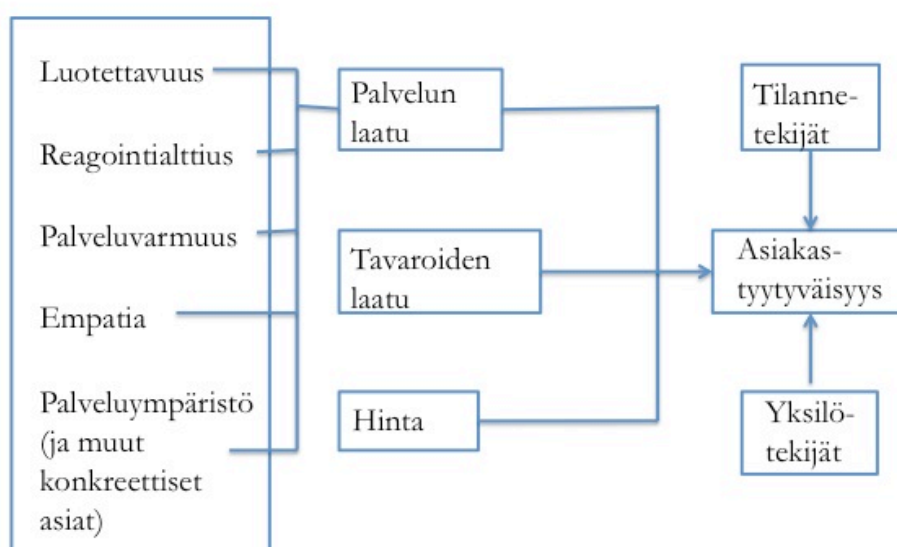 Luotettavuus
Reagointialttius
Palveluvarmuus
Empatia
Palveluympäristö
(ja muut
konkreettiset
asiat)
Palvelun
laatu
Tavaroiden
laatu
Hinta
Tilanne-
tekijät
Asiakas-
tyytyväisyys
Yksilö-
tekijät